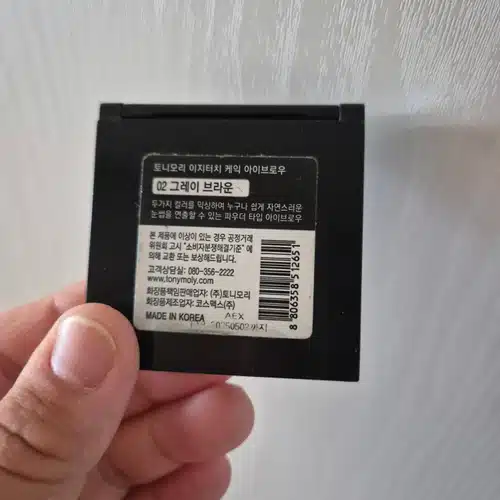 토니모리 이지터치 케익 아이브로우
02 그레이 브라운
두가지 컬러를 믹싱하여 누구나 쉽게 자연스러운
눈썹을 연출할 수 있는 파우더 타입 아이브로우
본 제품에 이상이 있는 경우 공정거래
위원회 고시 "소비자분쟁해결기준" 에
의해 교환 또는 보상해드립니다.
고객상담실: 080-356-2222
www.tonymoly.com
화장품책임판매업자: (주)토니모리
화장품제조업자: 코스맥스(주)
MADE IN KOREA
AEX
8 806358 512651